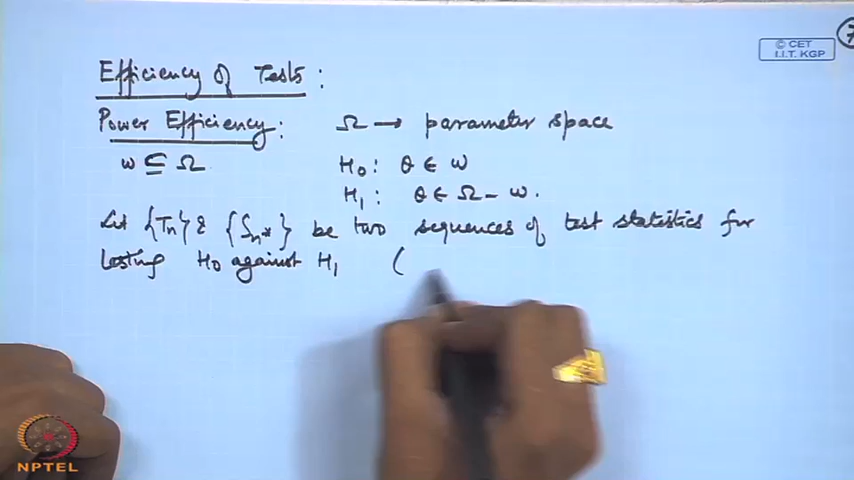 © CET
I.I.T. KGP
Efficiency of Tests :
Power Efficiency : Ω → parameter space
ω ⊆ Ω H₀ : θ ∈ ω
H₁ : θ ∈ Ω - ω.
Let {Tₙ} & {Sₙ*} be two sequences of test statistics for
testing H₀ against H₁ (
NPTEL